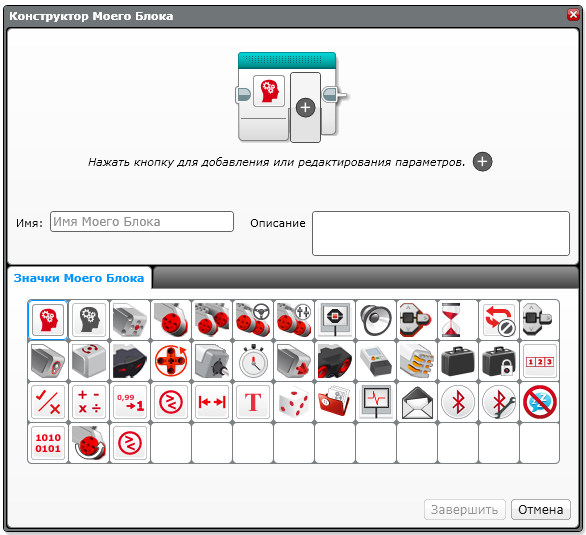 Конструктор Моего Блока
Нажать кнопку для добавления или редактирования параметров.
Имя: Имя Моего Блока Описание
Значки Моего Блока
1 2 3
0,99
→1
T
1010
0101
Завершить Отмена